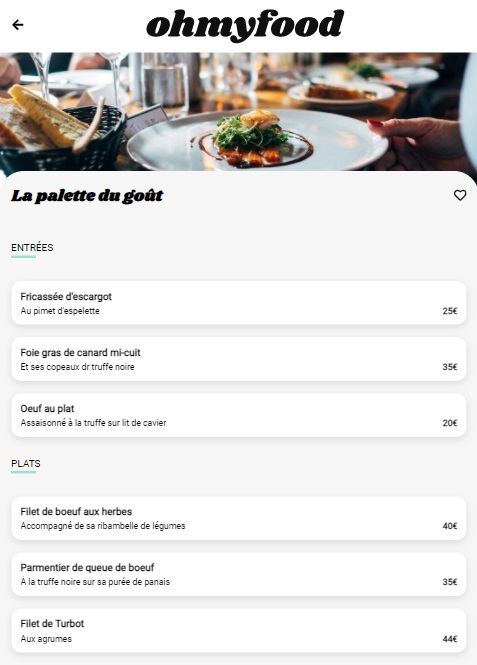 ohmyfood
La palette du goût
ENTRÉES
Fricassée d'escargot
Au pimet d'espelette
25€
Foie gras de canard mi-cuit
Et ses copeaux dr truffe noire
35€
Oeuf au plat
Assaisonné à la truffe sur lit de cavier
20€
PLATS
Filet de boeuf aux herbes
Accompagné de sa ribambelle de légumes
40€
Parmentier de queue de boeuf
À la truffe noire sur sa purée de panais
35€
Filet de Turbot
Aux agrumes
44€